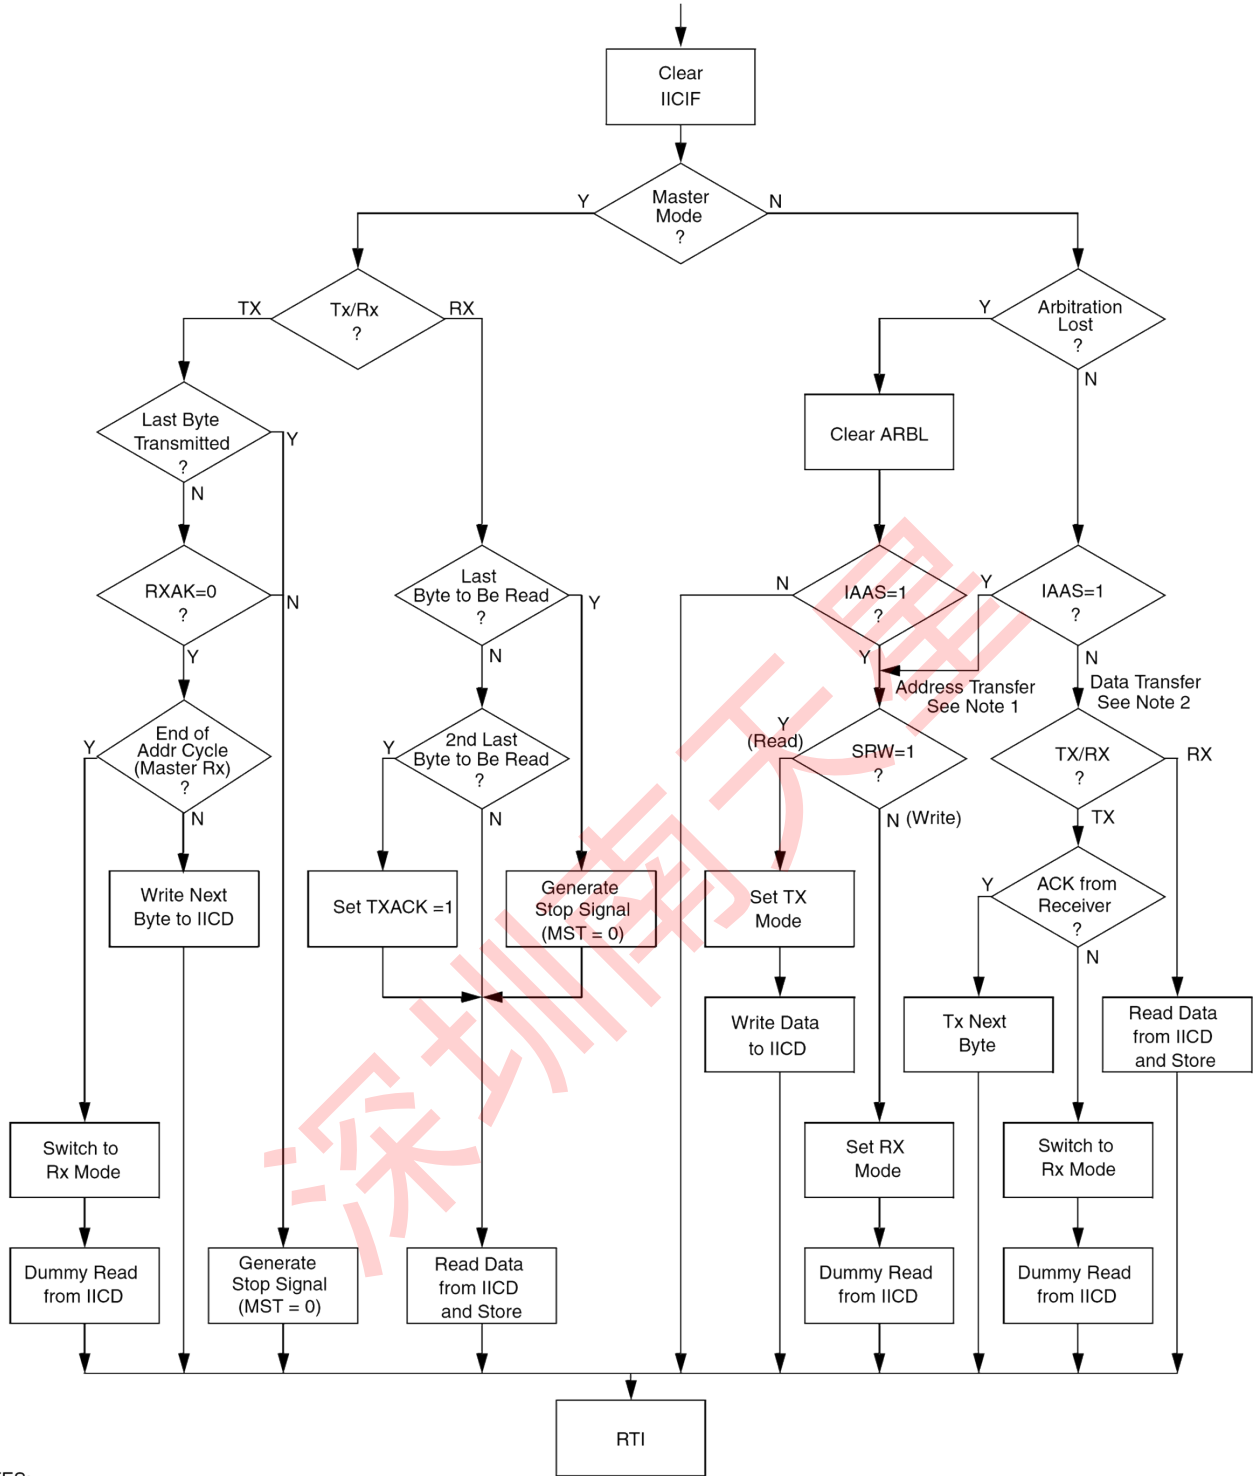 Clear
IICIF
Master
Mode
?
Y
N
Tx/Rx
?
TX
RX
Arbitration
Lost
?
Y
N
Last Byte
Transmitted
?
Y
N
Clear ARBL
RXAK=0
?
N
Y
Last
Byte to Be Read
?
Y
N
IAAS=1
?
N
Y
IAAS=1
?
Y
N
Address Transfer
See Note 1
Data Transfer
See Note 2
End of
Addr Cycle
(Master Rx)
?
Y
N
2nd Last
Byte to Be Read
?
Y
N
SRW=1
?
Y
(Read)
N (Write)
TX/RX
?
RX
TX
Write Next
Byte to IICD
Set TXACK =1
Generate
Stop Signal
(MST = 0)
Set TX
Mode
ACK from
Receiver
?
Y
N
Write Data
to IICD
Tx Next
Byte
Read Data
from IICD
and Store
Switch to
Rx Mode
Set RX
Mode
Switch to
Rx Mode
Dummy Read
from IICD
Generate
Stop Signal
(MST = 0)
Read Data
from IICD
and Store
Dummy Read
from IICD
Dummy Read
from IICD
RTI
深圳南天星